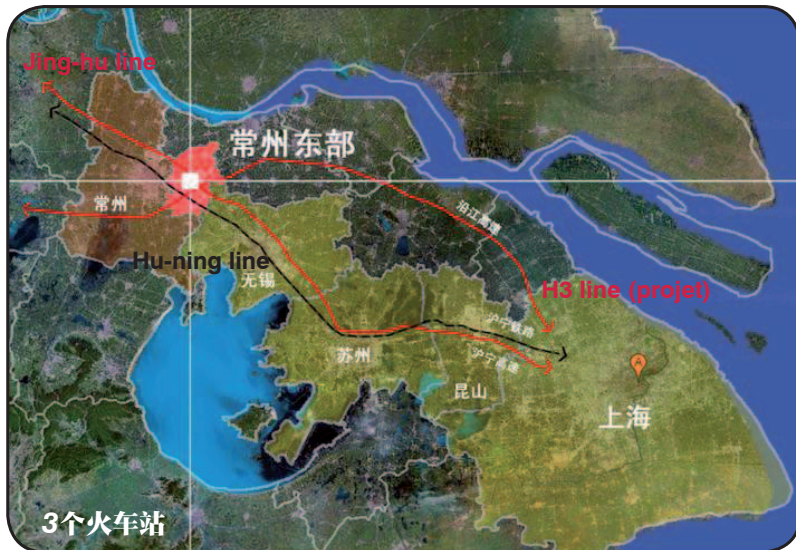 Jing-hu line
常州东部
常州
沿江高速
Hu-ning line
无锡
H3 line (projet)
沪宁铁路
沪宁高速
苏州
昆山
上海
3个火车站